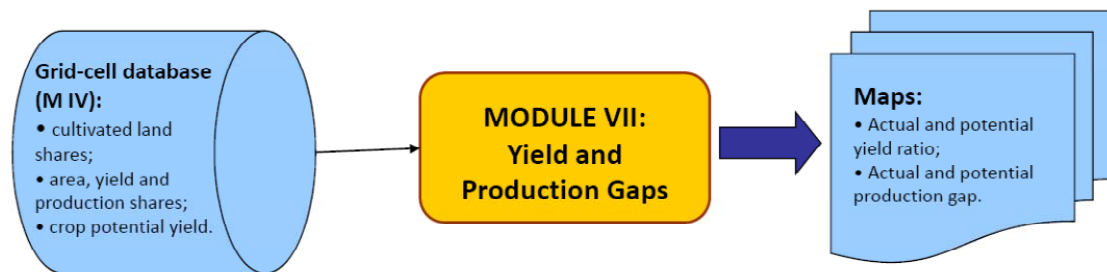 Grid-cell database
(M IV):
• cultivated land
shares;
• area, yield and
production shares;
• crop potential yield.
MODULE VII:
Yield and
Production Gaps
Maps:
• Actual and potential
yield ratio;
• Actual and potential
production gap.